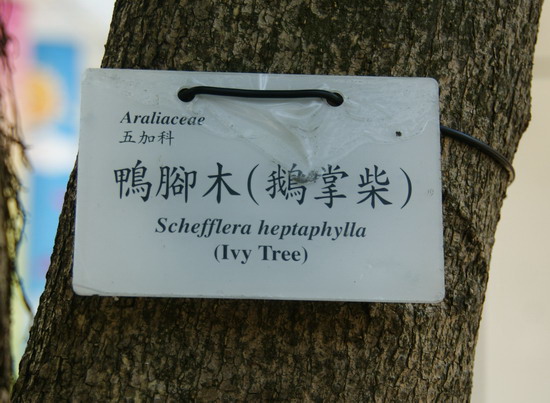 Araliaceae
五加科
鴨腳木(鵝掌柴)
Schefflera heptaphylla
(Ivy Tree)